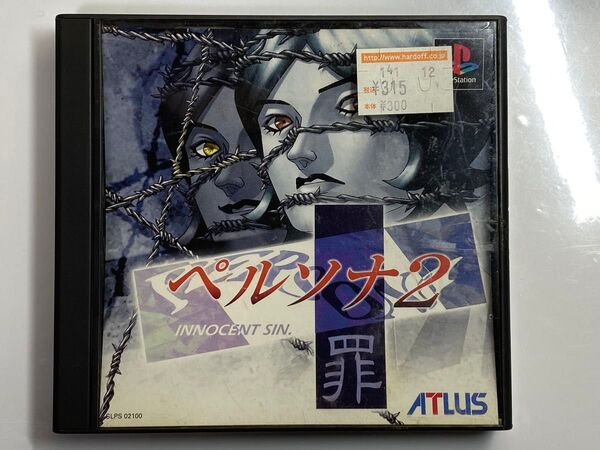 http://www.hardoff.co.jp
141 12
税込 ¥315
本体 ¥300
Station
ペルソナ2
INNOCENT SIN.
罪
SLPS 02100
ATLUS